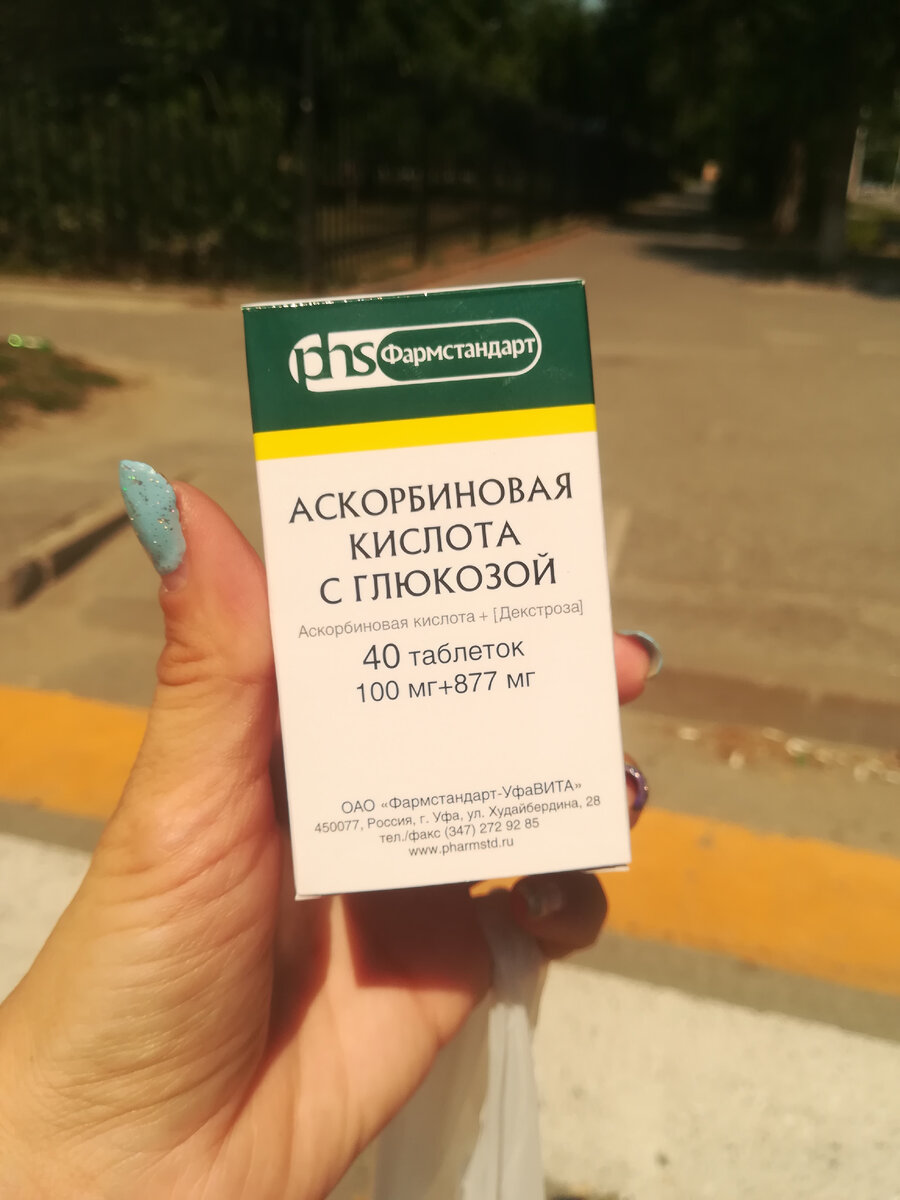 phs Фармстандарт
АСКОРБИНОВАЯ
КИСЛОТА
С ГЛЮКОЗОЙ
Аскорбиновая кислота + [Декстроза]
40 таблеток
100 мг+877 мг
ОАО «Фармстандарт-УфаВИТА»
450077, Россия, г. Уфа, ул. Худайбердина, 28
тел./факс (347) 272 92 85
www.pharmstd.ru